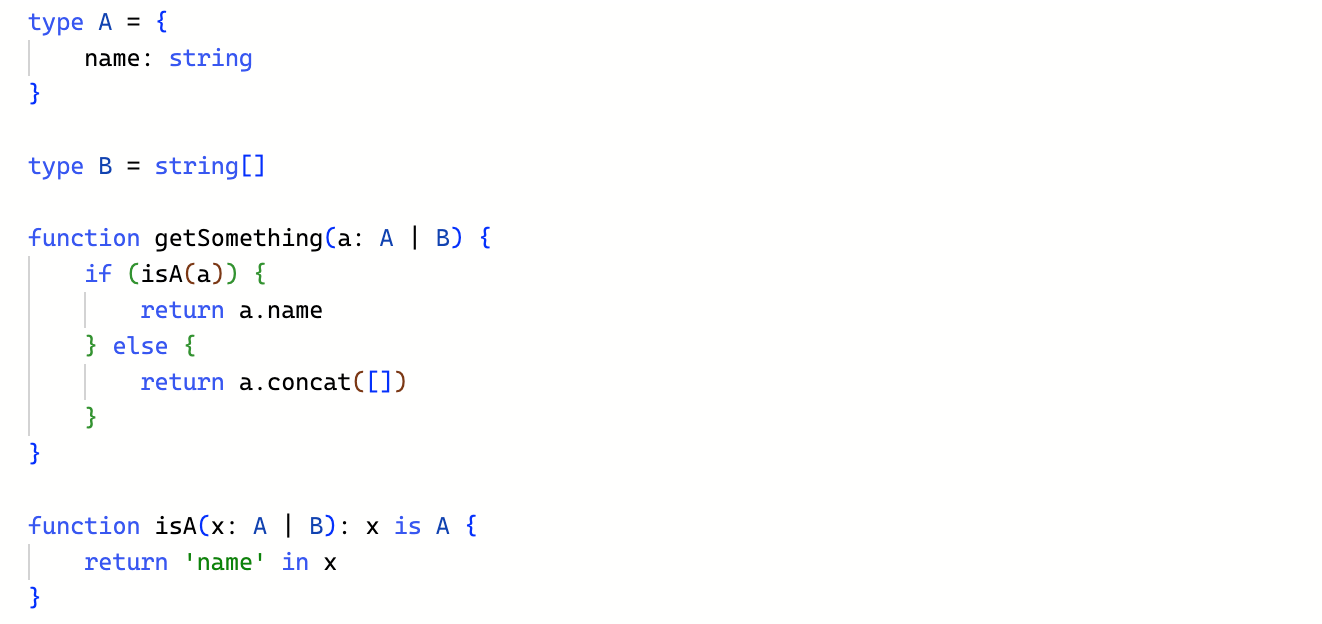 type A = {
    name: string
}

type B = string[]

function getSomething(a: A | B) {
    if (isA(a)) {
        return a.name
    } else {
        return a.concat([])
    }
}

function isA(x: A | B): x is A {
    return 'name' in x
}